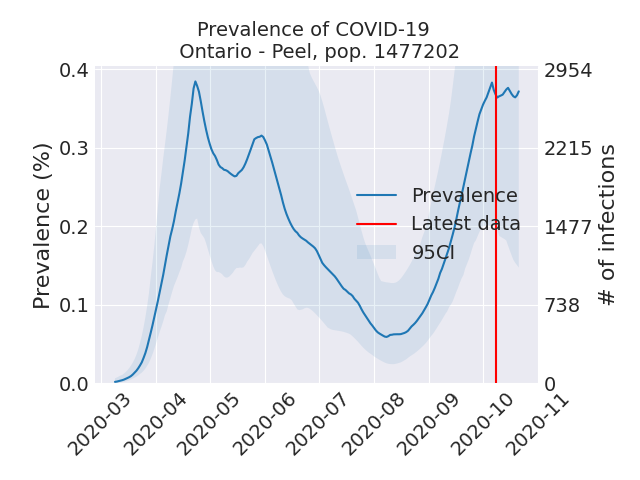 Prevalence of COVID-19
Ontario - Peel, pop. 1477202
0.4
0.3
0.2
0.1
0.0
Prevalence (%)
2954
2215
1477
738
0
# of infections
Prevalence
Latest data
95CI
2020-03
2020-04
2020-05
2020-06
2020-07
2020-08
2020-09
2020-10
2020-11